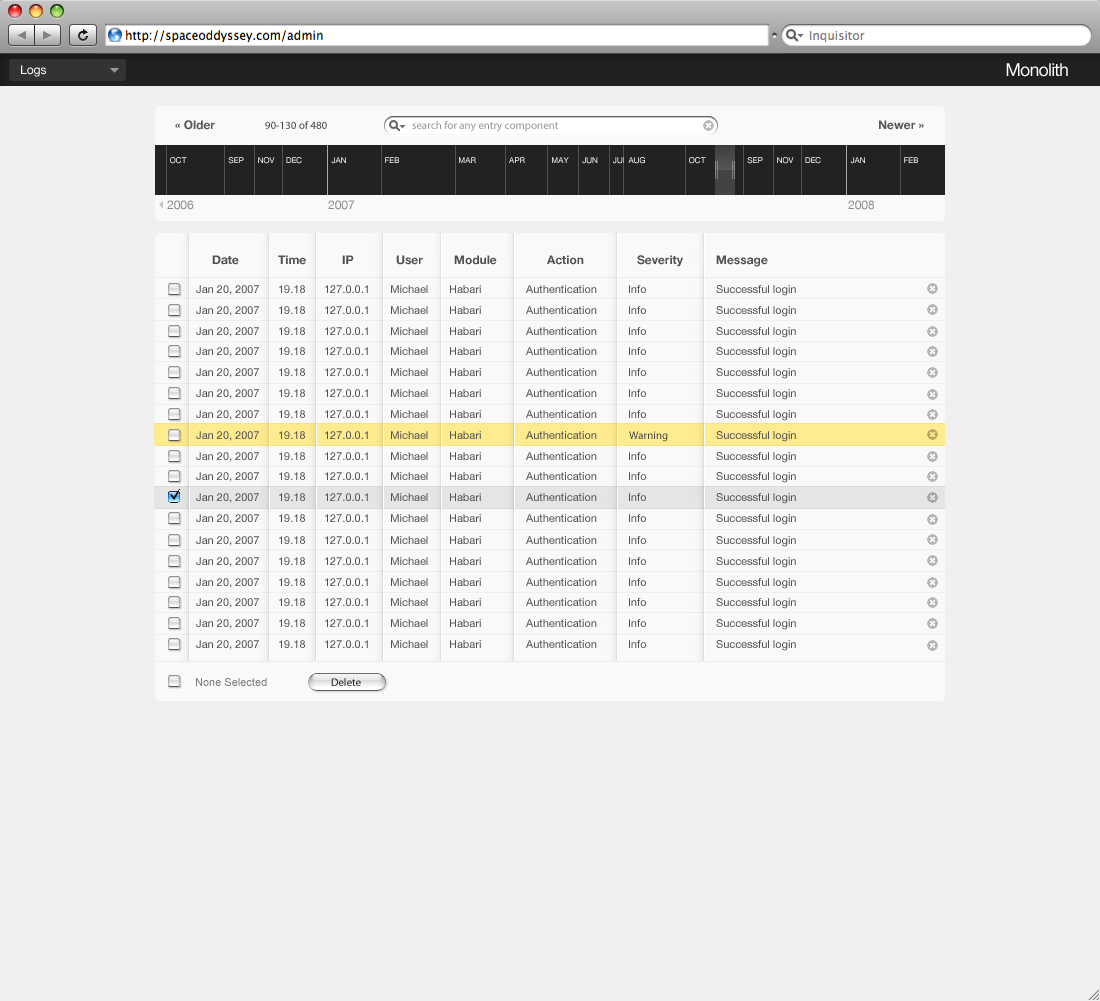 http://spaceoddyssey.com/admin Inquisitor
Logs Monolith
« Older 90-130 of 480 search for any entry component Newer »
OCT SEP NOV DEC JAN FEB MAR APR MAY JUN JUL AUG OCT SEP NOV DEC JAN FEB
2006 2007 2008
Date Time IP User Module Action Severity Message
Jan 20, 2007 19.18 127.0.0.1 Michael Habari Authentication Info Successful login
Jan 20, 2007 19.18 127.0.0.1 Michael Habari Authentication Info Successful login
Jan 20, 2007 19.18 127.0.0.1 Michael Habari Authentication Info Successful login
Jan 20, 2007 19.18 127.0.0.1 Michael Habari Authentication Info Successful login
Jan 20, 2007 19.18 127.0.0.1 Michael Habari Authentication Info Successful login
Jan 20, 2007 19.18 127.0.0.1 Michael Habari Authentication Info Successful login
Jan 20, 2007 19.18 127.0.0.1 Michael Habari Authentication Info Successful login
Jan 20, 2007 19.18 127.0.0.1 Michael Habari Authentication Warning Successful login
Jan 20, 2007 19.18 127.0.0.1 Michael Habari Authentication Info Successful login
Jan 20, 2007 19.18 127.0.0.1 Michael Habari Authentication Info Successful login
Jan 20, 2007 19.18 127.0.0.1 Michael Habari Authentication Info Successful login
Jan 20, 2007 19.18 127.0.0.1 Michael Habari Authentication Info Successful login
Jan 20, 2007 19.18 127.0.0.1 Michael Habari Authentication Info Successful login
Jan 20, 2007 19.18 127.0.0.1 Michael Habari Authentication Info Successful login
Jan 20, 2007 19.18 127.0.0.1 Michael Habari Authentication Info Successful login
Jan 20, 2007 19.18 127.0.0.1 Michael Habari Authentication Info Successful login
Jan 20, 2007 19.18 127.0.0.1 Michael Habari Authentication Info Successful login
Jan 20, 2007 19.18 127.0.0.1 Michael Habari Authentication Info Successful login
None Selected Delete